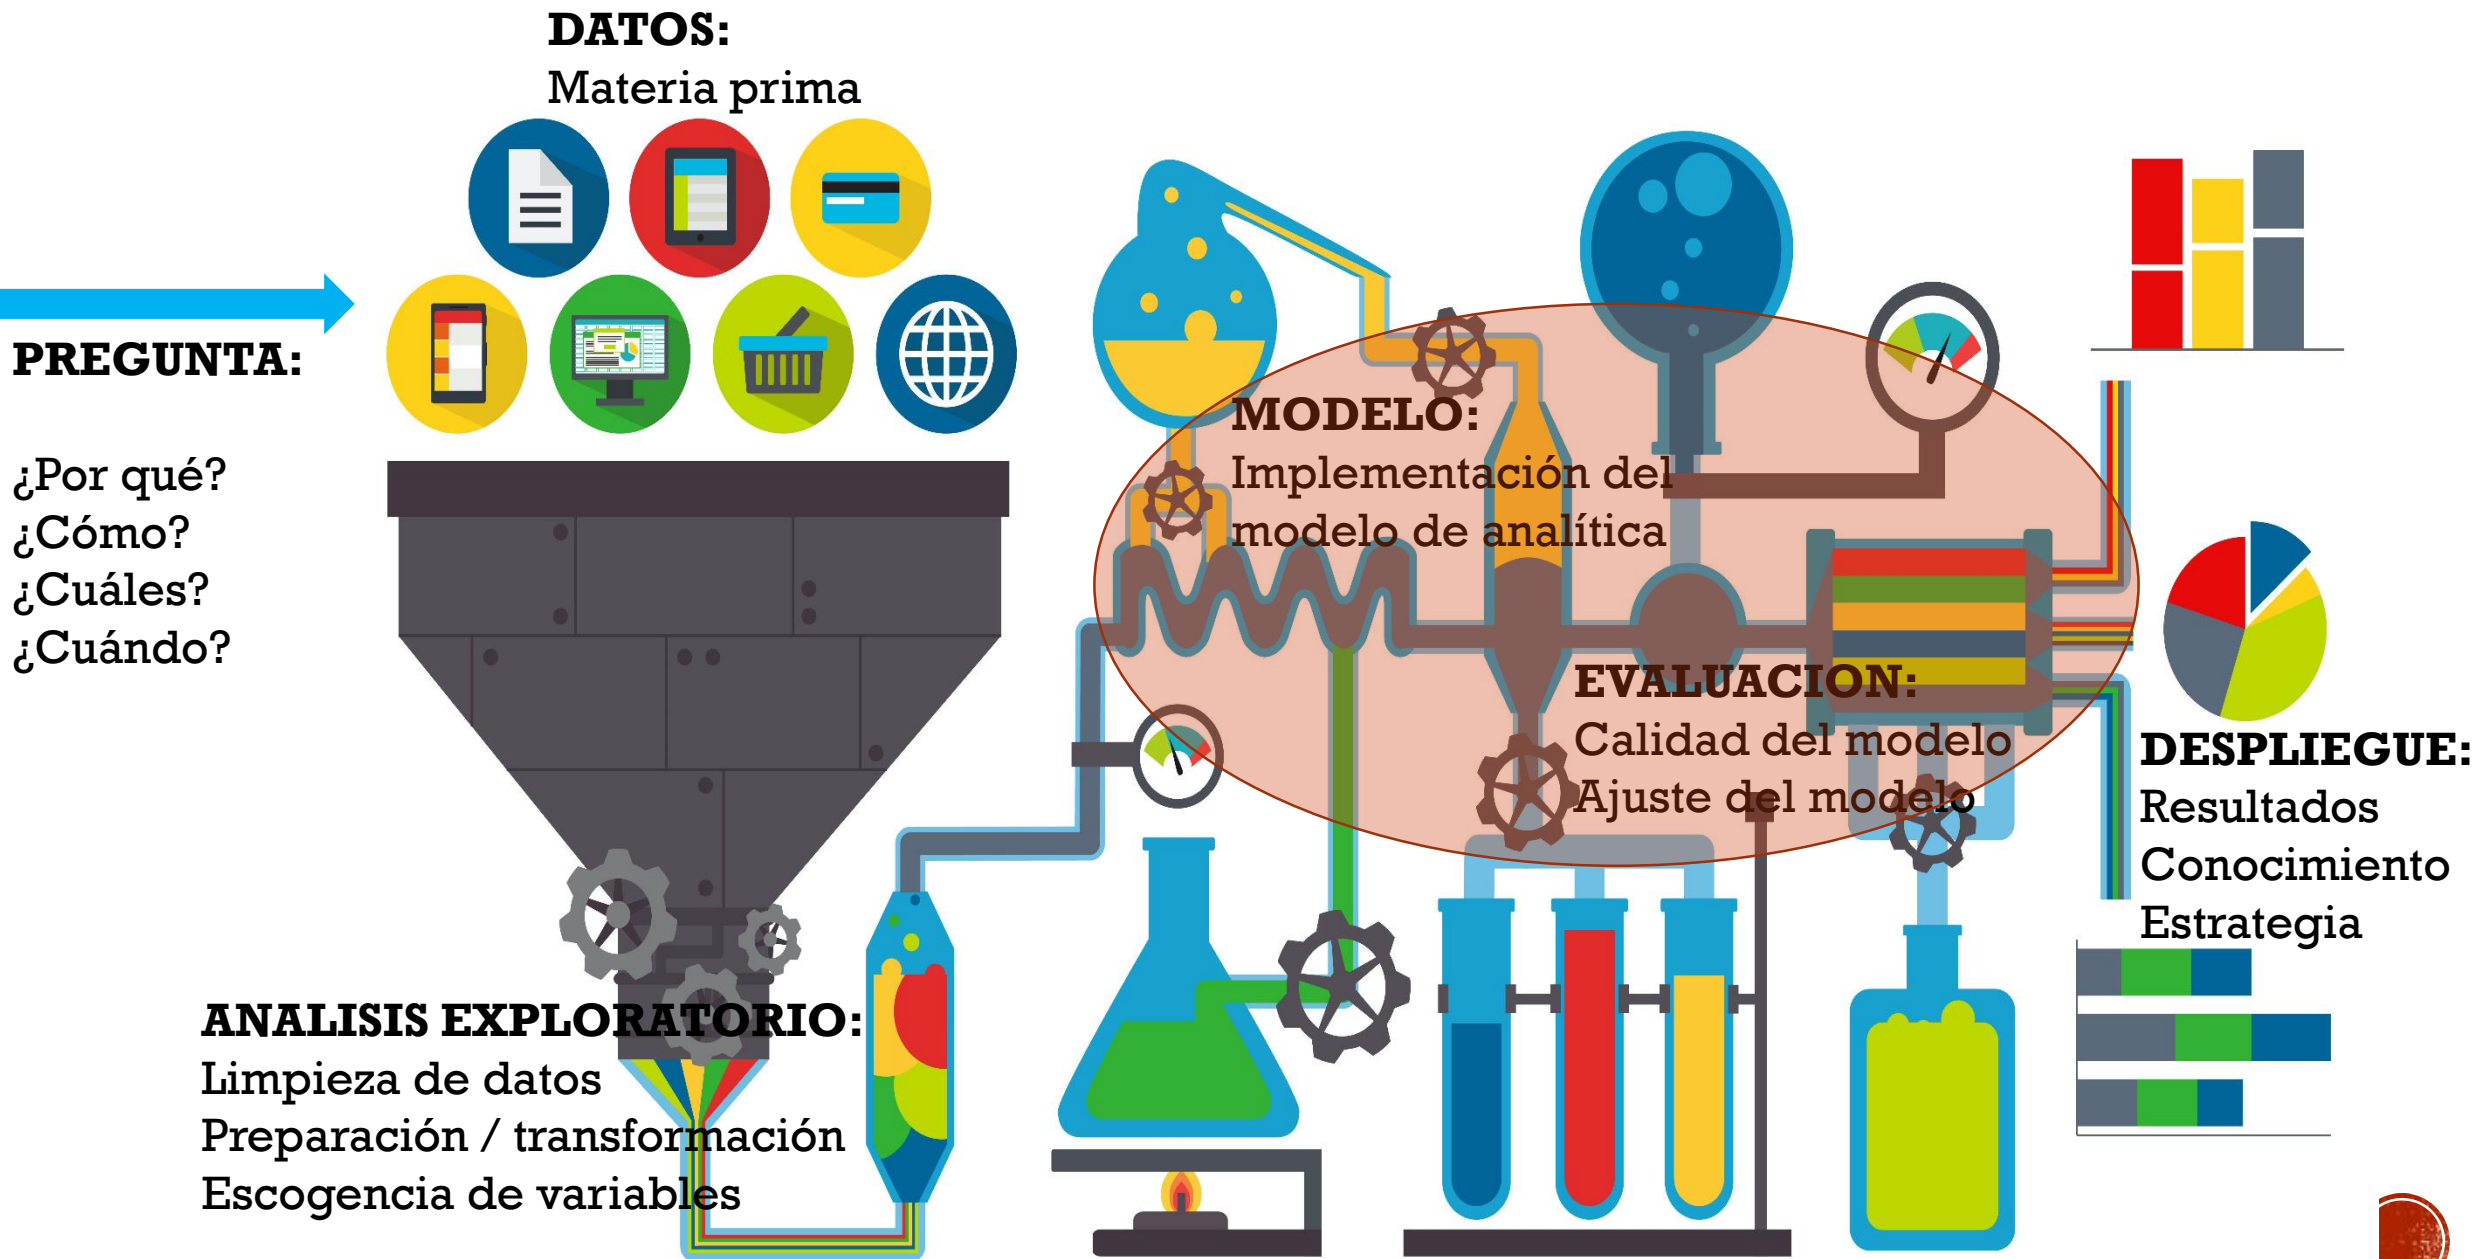 DATOS:
Materia prima
PREGUNTA:
¿Por qué?
¿Cómo?
¿Cuáles?
¿Cuándo?
MODELO:
Implementación del
modelo de analítica
EVALUACION:
Calidad del modelo
Ajuste del modelo
DESPLIEGUE:
Resultados
Conocimiento
Estrategia
ANALISIS EXPLORATORIO:
Limpieza de datos
Preparación / transformación
Escogencia de variables